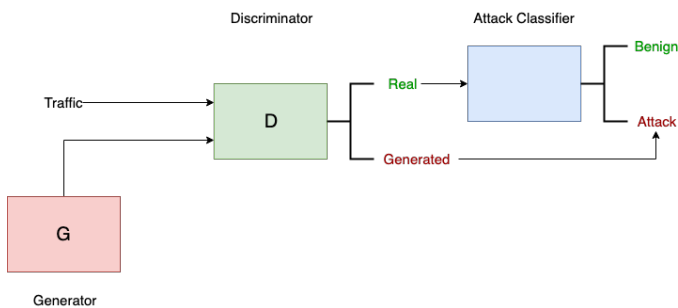 Discriminator
Attack Classifier
Benign
Traffic
D
Real
Attack
Generated
G
Generator